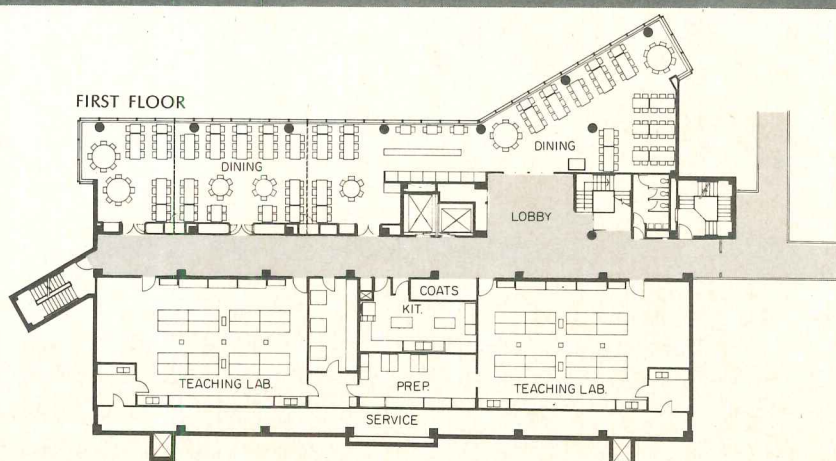 FIRST FLOOR
DINING
DINING
LOBBY
COATS
KIT.
TEACHING LAB.
PREP.
TEACHING LAB.
SERVICE